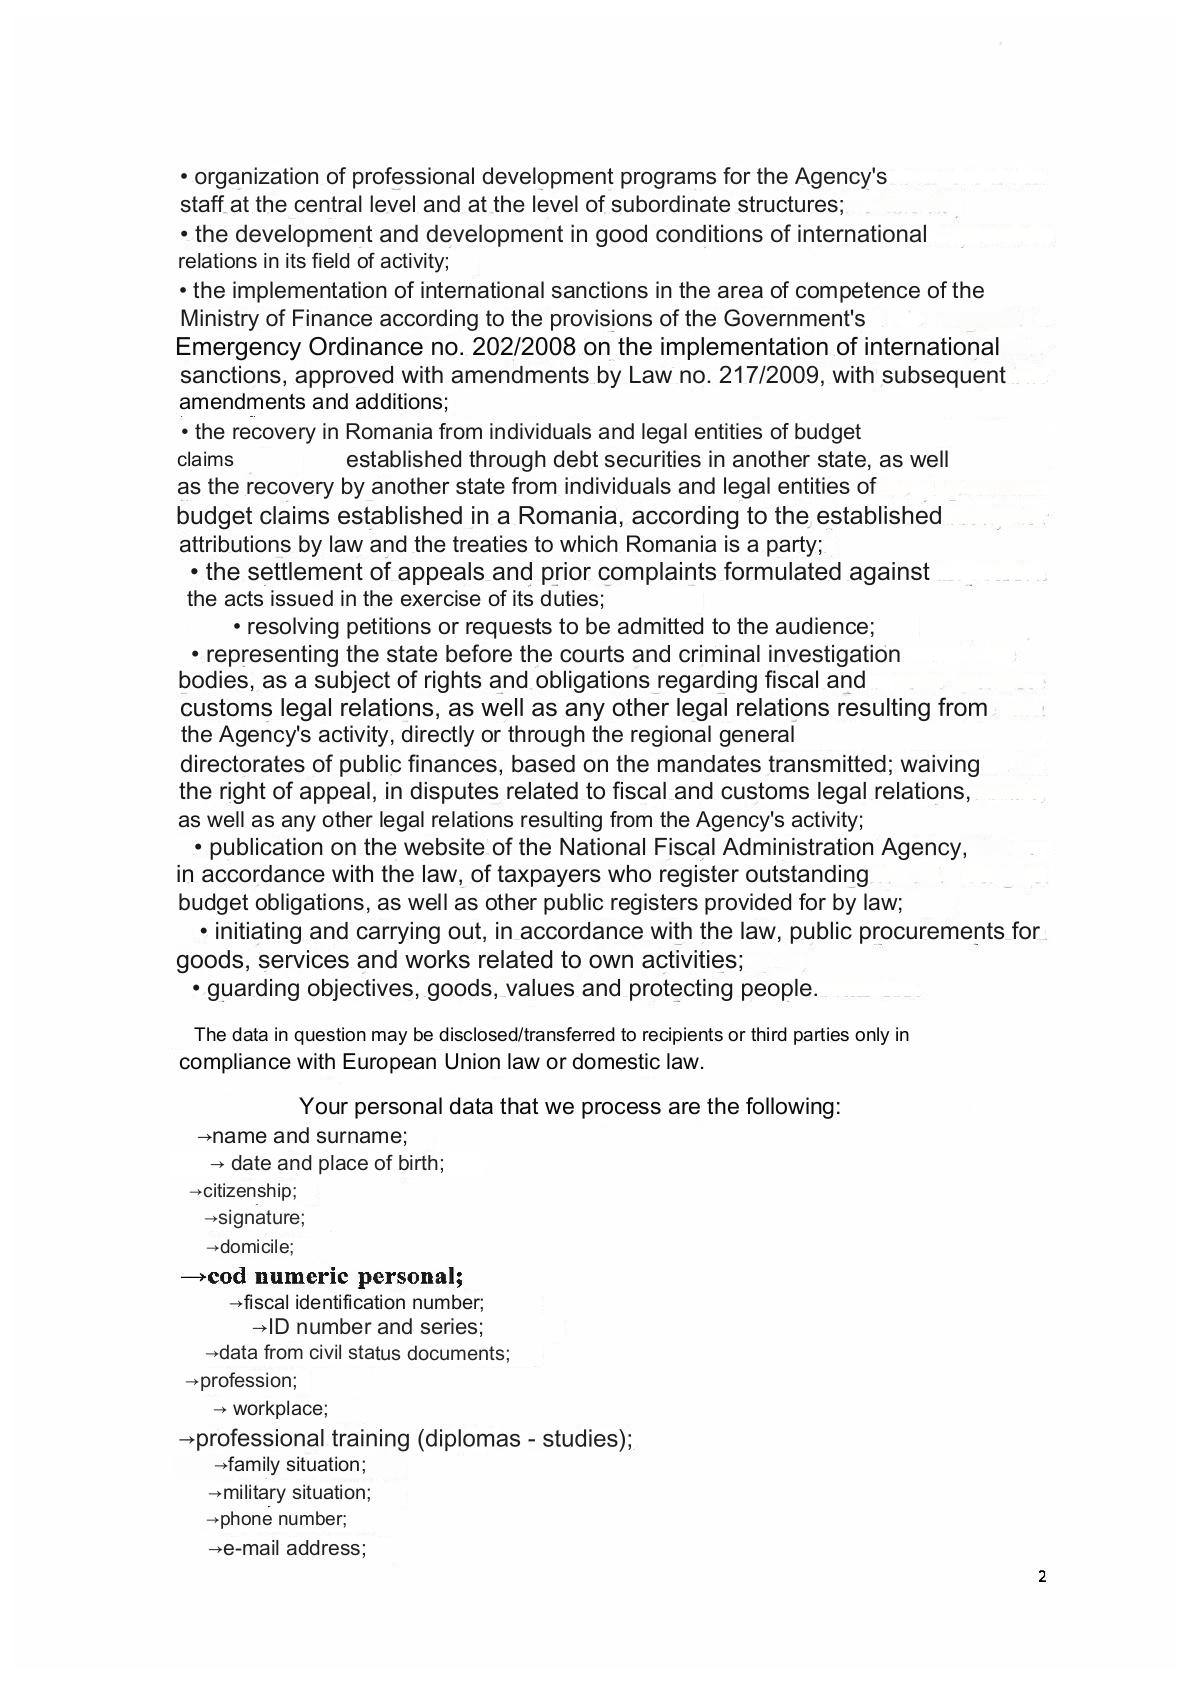 • organization of professional development programs for the Agency's
staff at the central level and at the level of subordinate structures;
• the development and development in good conditions of international
relations in its field of activity;
• the implementation of international sanctions in the area of competence of the
Ministry of Finance according to the provisions of the Government's
Emergency Ordinance no. 202/2008 on the implementation of international
sanctions, approved with amendments by Law no. 217/2009, with subsequent
amendments and additions;
• the recovery in Romania from individuals and legal entities of budget
claims established through debt securities in another state, as well
as the recovery by another state from individuals and legal entities of
budget claims established in a Romania, according to the established
attributions by law and the treaties to which Romania is a party;
• the settlement of appeals and prior complaints formulated against
the acts issued in the exercise of its duties;
• resolving petitions or requests to be admitted to the audience;
• representing the state before the courts and criminal investigation
bodies, as a subject of rights and obligations regarding fiscal and
customs legal relations, as well as any other legal relations resulting from
the Agency's activity, directly or through the regional general
directorates of public finances, based on the mandates transmitted; waiving
the right of appeal, in disputes related to fiscal and customs legal relations,
as well as any other legal relations resulting from the Agency's activity;
• publication on the website of the National Fiscal Administration Agency,
in accordance with the law, of taxpayers who register outstanding
budget obligations, as well as other public registers provided for by law;
• initiating and carrying out, in accordance with the law, public procurements for
goods, services and works related to own activities;
• guarding objectives, goods, values and protecting people.
The data in question may be disclosed/transferred to recipients or third parties only in
compliance with European Union law or domestic law.
Your personal data that we process are the following:
→name and surname;
→ date and place of birth;
→citizenship;
→signature;
→domicile;
→cod numeric personal;
→fiscal identification number;
→ID number and series;
→data from civil status documents;
→profession;
→ workplace;
→professional training (diplomas - studies);
→family situation;
→military situation;
→phone number;
→e-mail address;
2